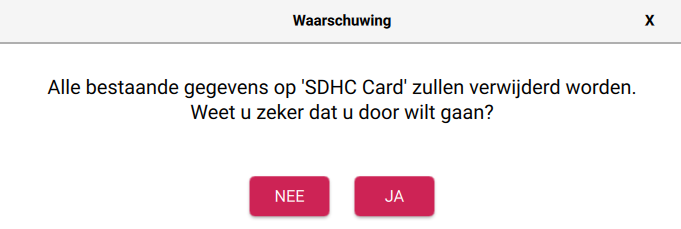 Waarschuwing X
Alle bestaande gegevens op 'SDHC Card' zullen verwijderd worden.
Weet u zeker dat u door wilt gaan?
NEE JA